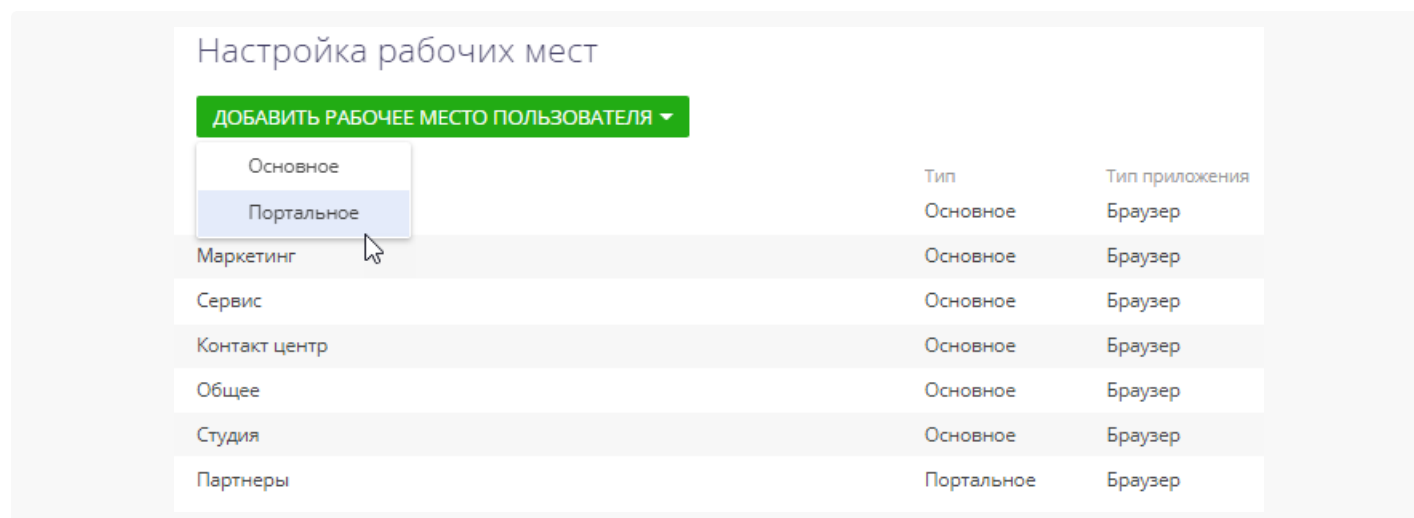 Настройка рабочих мест
ДОБАВИТЬ РАБОЧЕЕ МЕСТО ПОЛЬЗОВАТЕЛЯ
Основное
Портальное
Тип Тип приложения
Основное Браузер
Маркетинг Основное Браузер
Сервис Основное Браузер
Контакт центр Основное Браузер
Общее Основное Браузер
Студия Основное Браузер
Партнеры Портальное Браузер